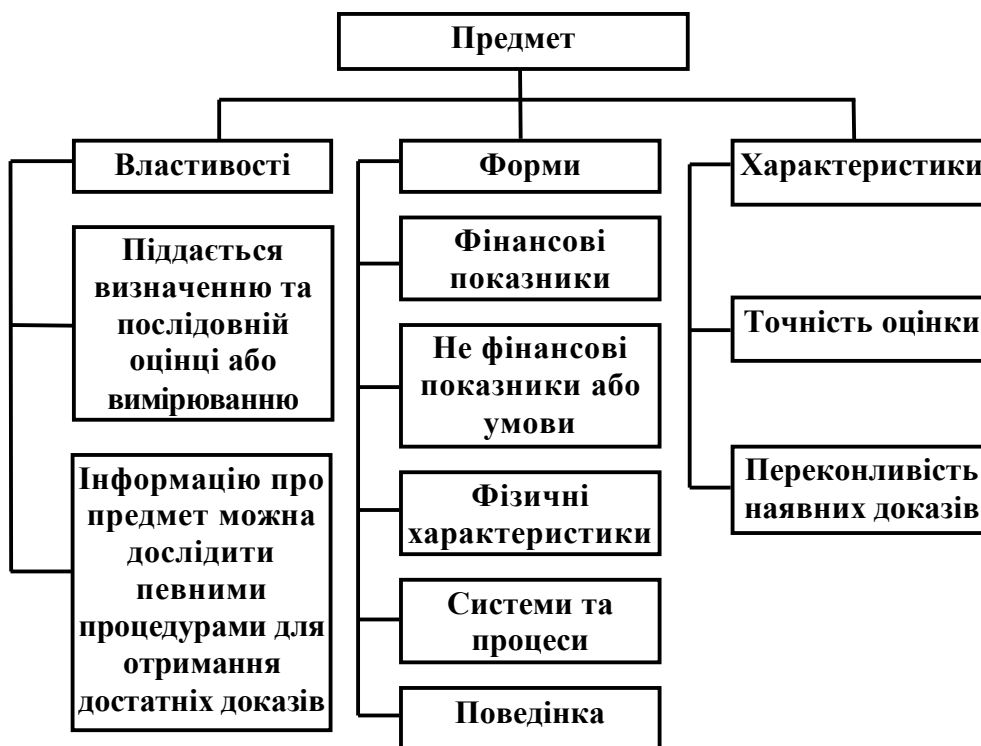 Предмет
Властивості
Піддається
визначенню та
послідовній
оцінці або
вимірюванню
Інформацію про
предмет можна
дослідити
певними
процедурами для
отримання
достатніх доказів
Форми
Фінансові
показники
Не фінансові
показники або
умови
Фізичні
характеристики
Системи та
процеси
Поведінка
Характеристики
Точність оцінки
Переконливість
наявних доказів